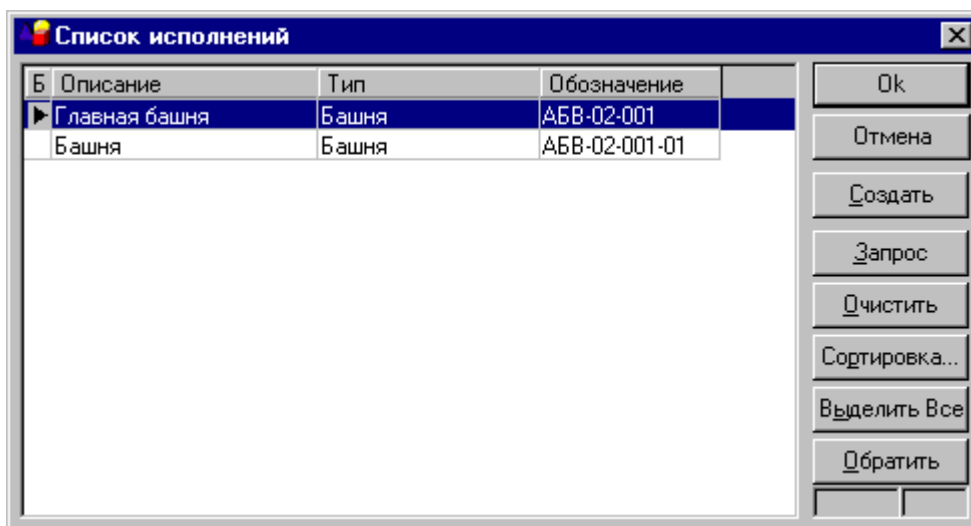 Список исполнений
Б Описание Тип Обозначение
Главная башня Башня АБВ-02-001
Башня Башня АБВ-02-001-01
Ok
Отмена
Создать
Запрос
Очистить
Сортировка...
Выделить Все
Обратить